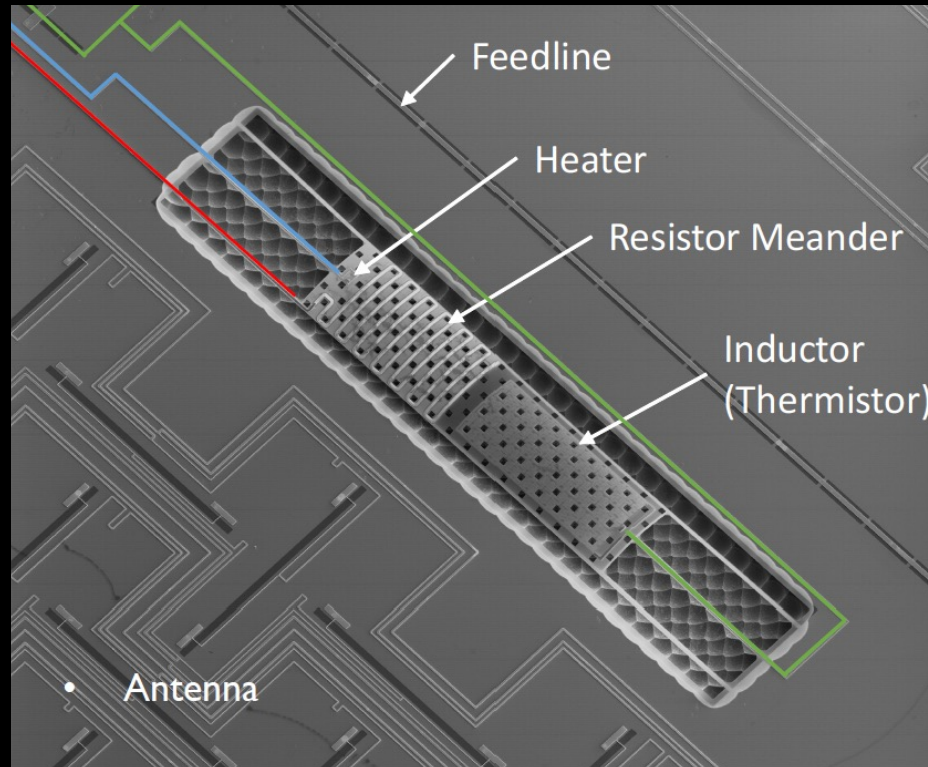 Feedline
Heater
Resistor Meander
Inductor
(Thermistor)
• Antenna